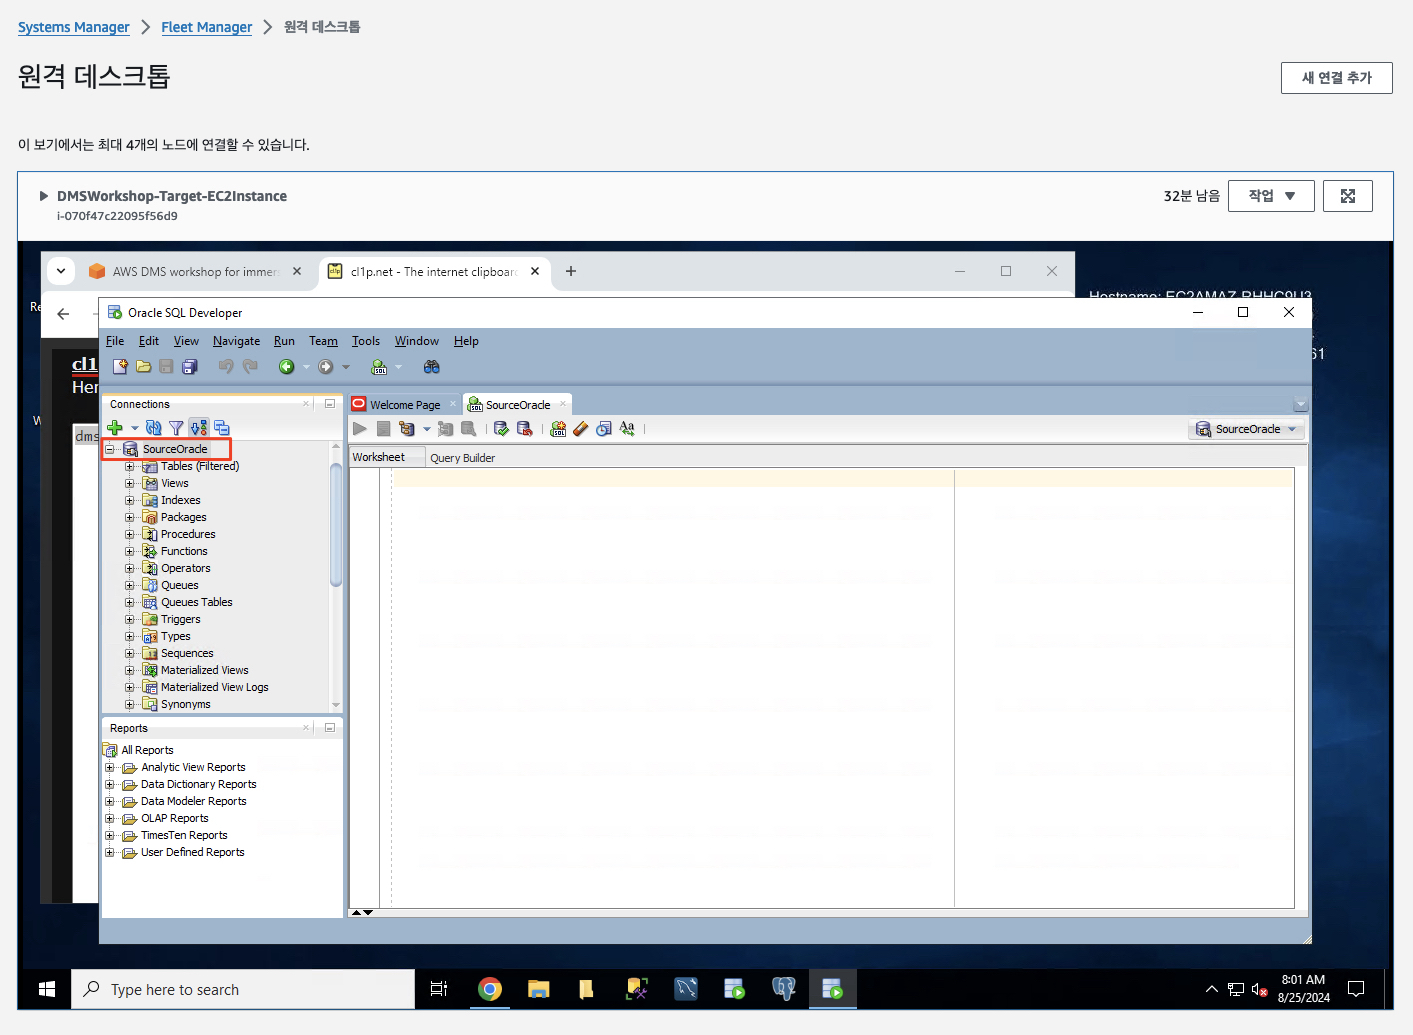 Systems Manager > Fleet Manager > 원격 데스크톱
원격 데스크톱
새 연결 추가
이 보기에서는 최대 4개의 노드에 연결할 수 있습니다.
DMSWorkshop-Target-EC2Instance
i-070f47c22095f56d9
32분 남음
작업
AWS DMS workshop for immer
cl1p.net - The internet clipboar
Oracle SQL Developer
File Edit View Navigate Run Team Tools Window Help
cl1
Her
dms
61
Connections
SourceOracle
Tables (Filtered)
Views
Indexes
Packages
Procedures
Functions
Operators
Queues
Queues Tables
Triggers
Types
Sequences
Materialized Views
Materialized View Logs
Synonyms
Reports
All Reports
Analytic View Reports
Data Dictionary Reports
Data Modeler Reports
OLAP Reports
TimesTen Reports
User Defined Reports
Welcome Page
SourceOracle
SourceOracle
Worksheet
Query Builder
Type here to search
8:01 AM
8/25/2024